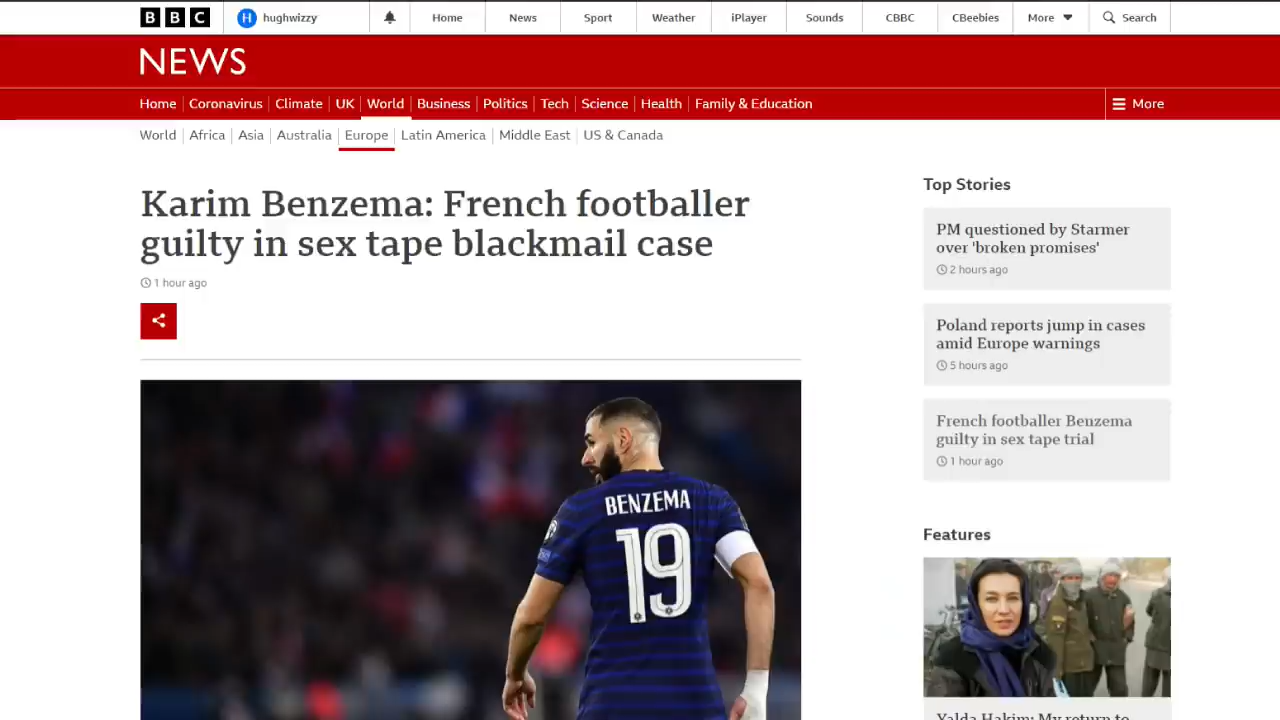 BBC
H hughwizzy
Home
News
Sport
Weather
iPlayer
Sounds
CBBC
CBeebies
More
Search
NEWS
Home
Coronavirus
Climate
UK
World
Business
Politics
Tech
Science
Health
Family & Education
More
World
Africa
Asia
Australia
Europe
Latin America
Middle East
US & Canada
Karim Benzema: French footballer
guilty in sex tape blackmail case
1 hour ago
BENZEMA
19
Top Stories
PM questioned by Starmer
over 'broken promises'
2 hours ago
Poland reports jump in cases
amid Europe warnings
5 hours ago
French footballer Benzema
guilty in sex tape trial
1 hour ago
Features
Yalda Hakim: My return to